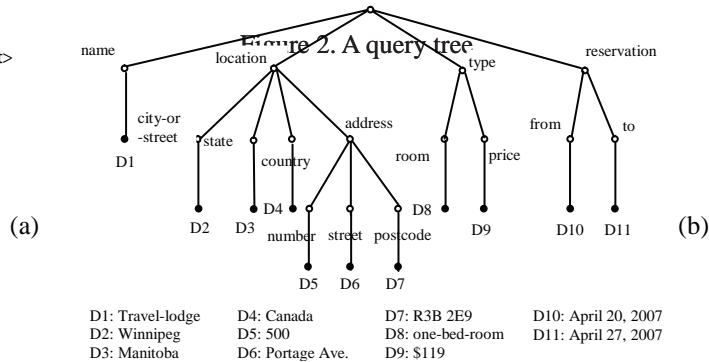 t>
name
location
Figure 2. A query tree
type
reservation
city-or
-street
state
country
address
room
price
from
to
D1
D2
D3
D4
D8
D9
D10
D11
(a)
(b)
number
street
postcode
D5
D6
D7
D1: Travel-lodge
D2: Winnipeg
D3: Manitoba
D4: Canada
D5: 500
D6: Portage Ave.
D7: R3B 2E9
D8: one-bed-room
D9: $119
D10: April 20, 2007
D11: April 27, 2007